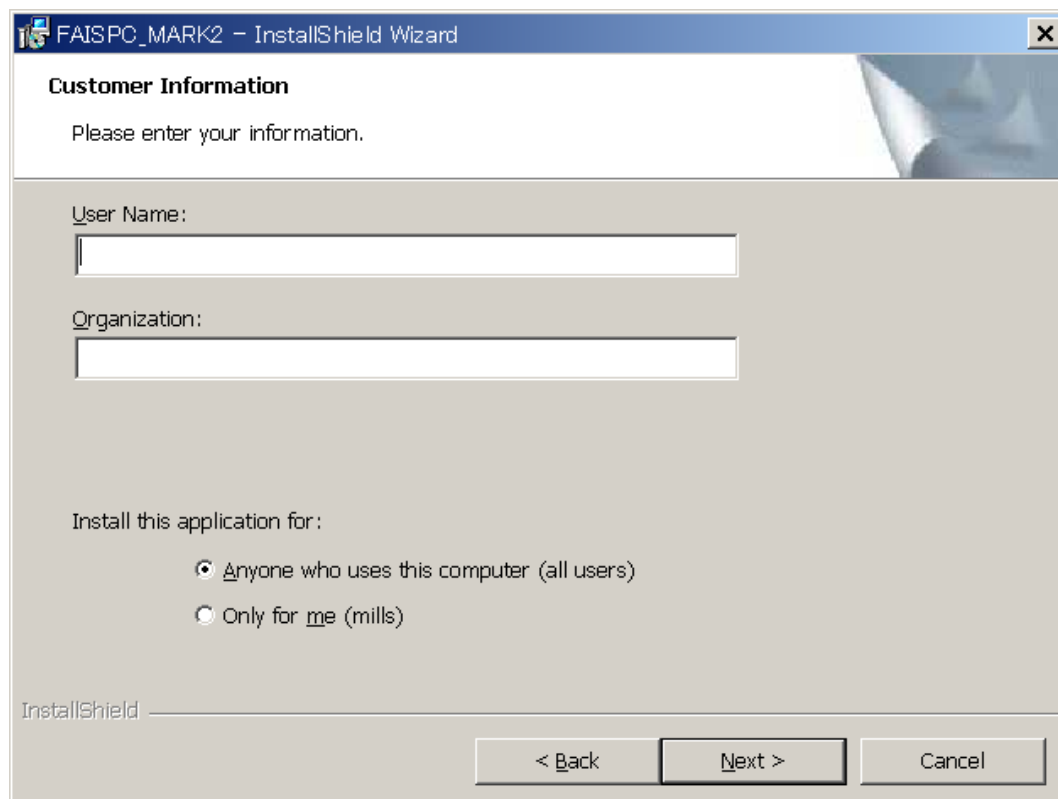 FAISPC_MARK2 - InstallShield Wizard
Customer Information
Please enter your information.
User Name:
Organization:
Install this application for:
Anyone who uses this computer (all users)
Only for me (mills)
InstallShield
< Back Next > Cancel